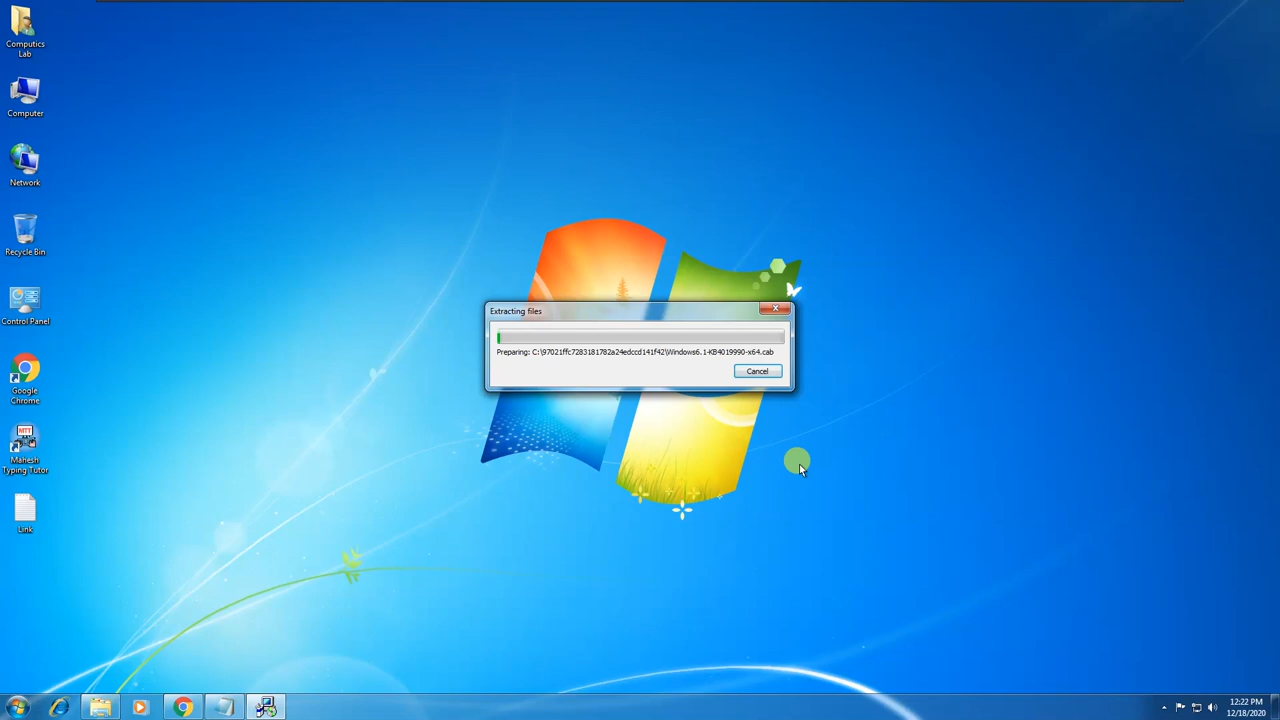 Computics
Lab
Computer
Network
Recycle Bin
Control Panel
Google
Chrome
MTT
Mahesh
Typing Tutor
Link
Extracting files
Preparing: C:\97021ffc7283181782a24edccd141f42\Windows6.1-KB4019990-x64.cab
Cancel
12:22 PM
12/18/2020